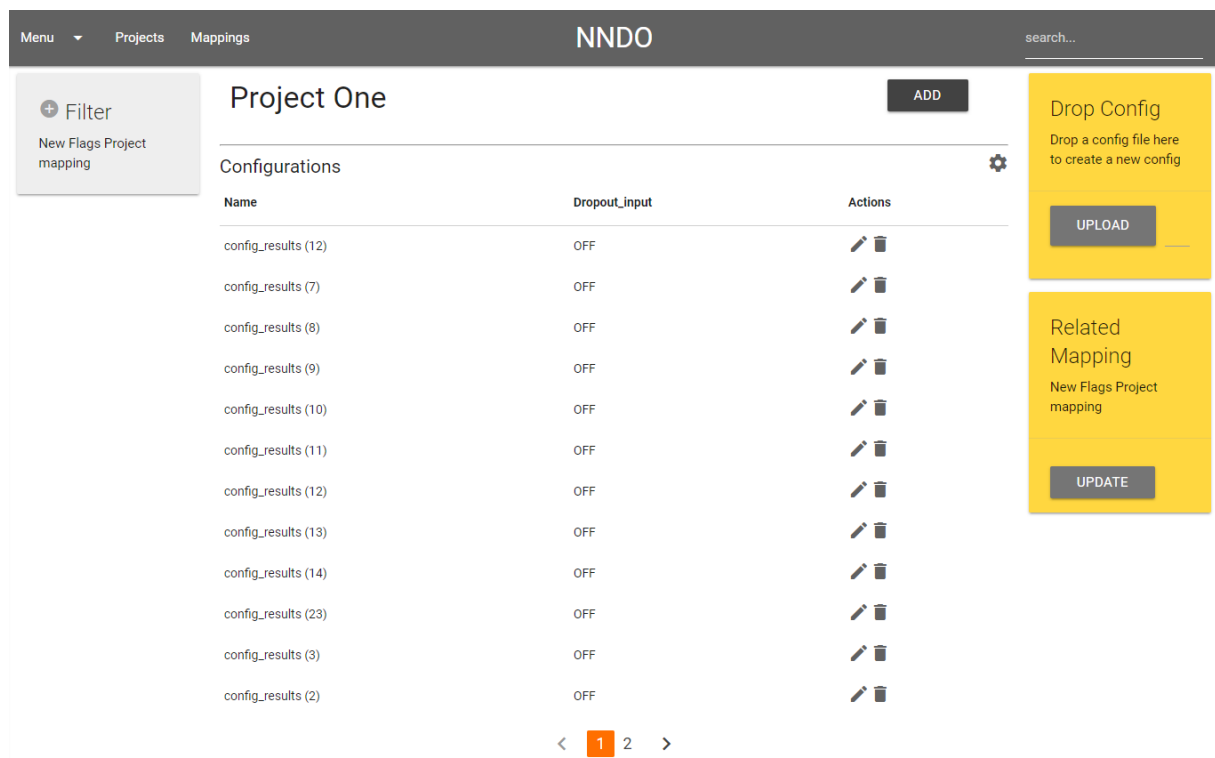 Menu Projects Mappings NNDO search...
Filter
New Flags Project
mapping
Project One ADD
Configurations
Name Dropout_input Actions
config_results (12) OFF
config_results (7) OFF
config_results (8) OFF
config_results (9) OFF
config_results (10) OFF
config_results (11) OFF
config_results (12) OFF
config_results (13) OFF
config_results (14) OFF
config_results (23) OFF
config_results (3) OFF
config_results (2) OFF
1 2
Drop Config
Drop a config file here
to create a new config
UPLOAD
Related
Mapping
New Flags Project
mapping
UPDATE